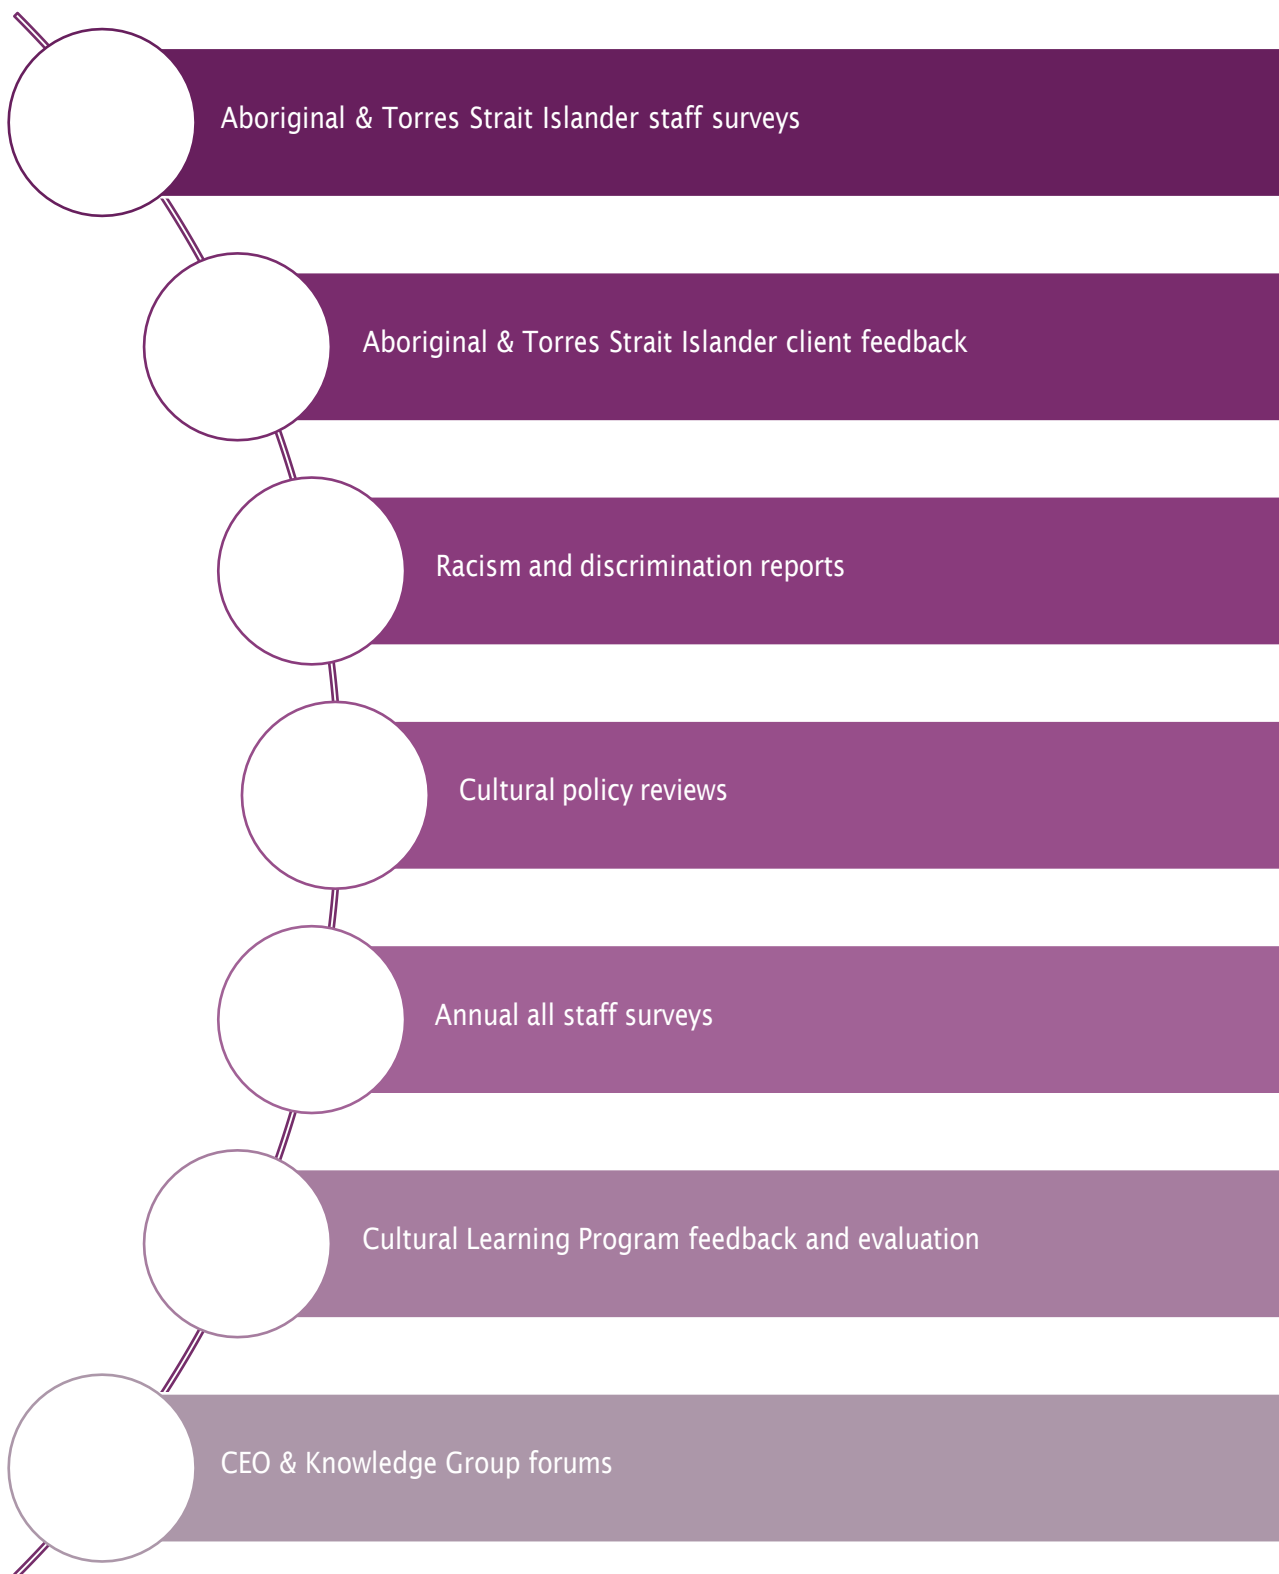 Aboriginal & Torres Strait Islander staff surveys
Aboriginal & Torres Strait Islander client feedback
Racism and discrimination reports
Cultural policy reviews
Annual all staff surveys
Cultural Learning Program feedback and evaluation
CEO & Knowledge Group forums